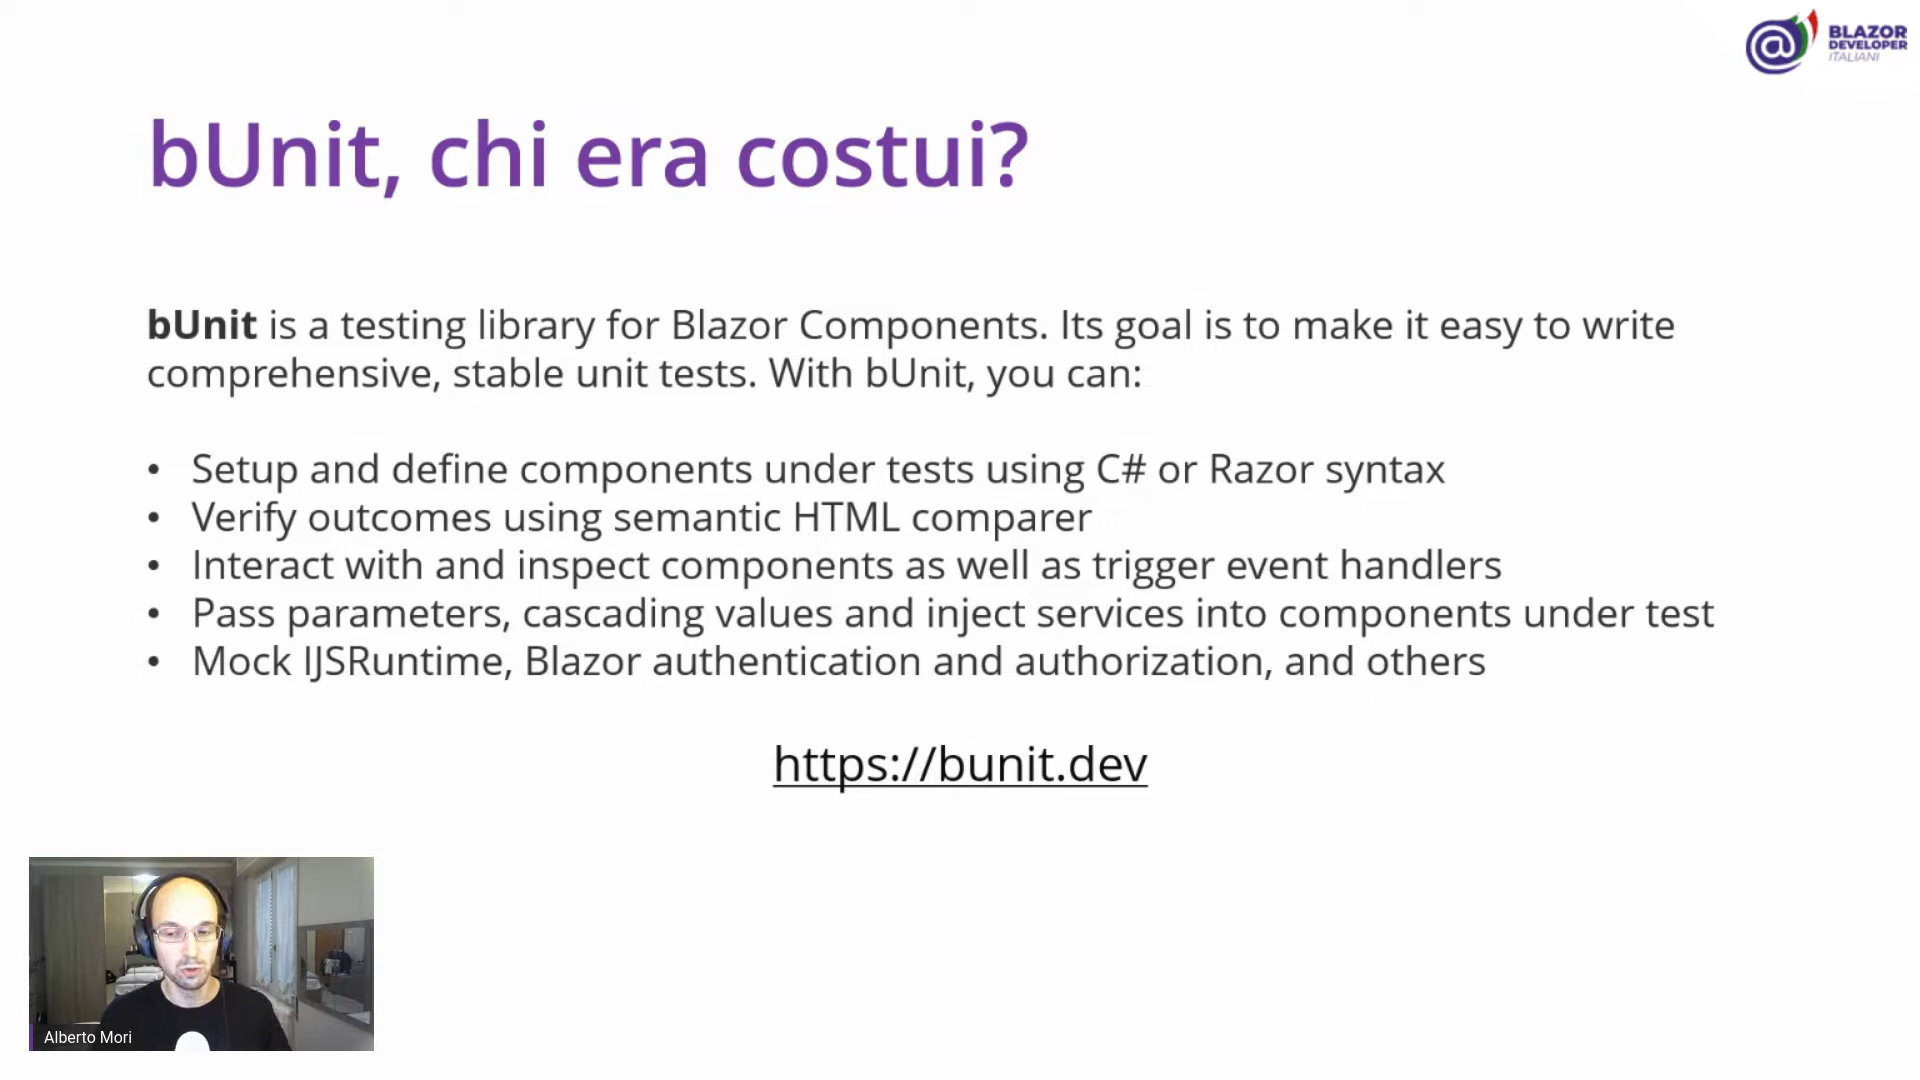 BLAZOR
DEVELOPER
ITALIANI
bUnit, chi era costui?
bUnit is a testing library for Blazor Components. Its goal is to make it easy to write
comprehensive, stable unit tests. With bUnit, you can:
• Setup and define components under tests using C# or Razor syntax
• Verify outcomes using semantic HTML comparer
• Interact with and inspect components as well as trigger event handlers
• Pass parameters, cascading values and inject services into components under test
• Mock IJSRuntime, Blazor authentication and authorization, and others
https://bunit.dev
Alberto Mori